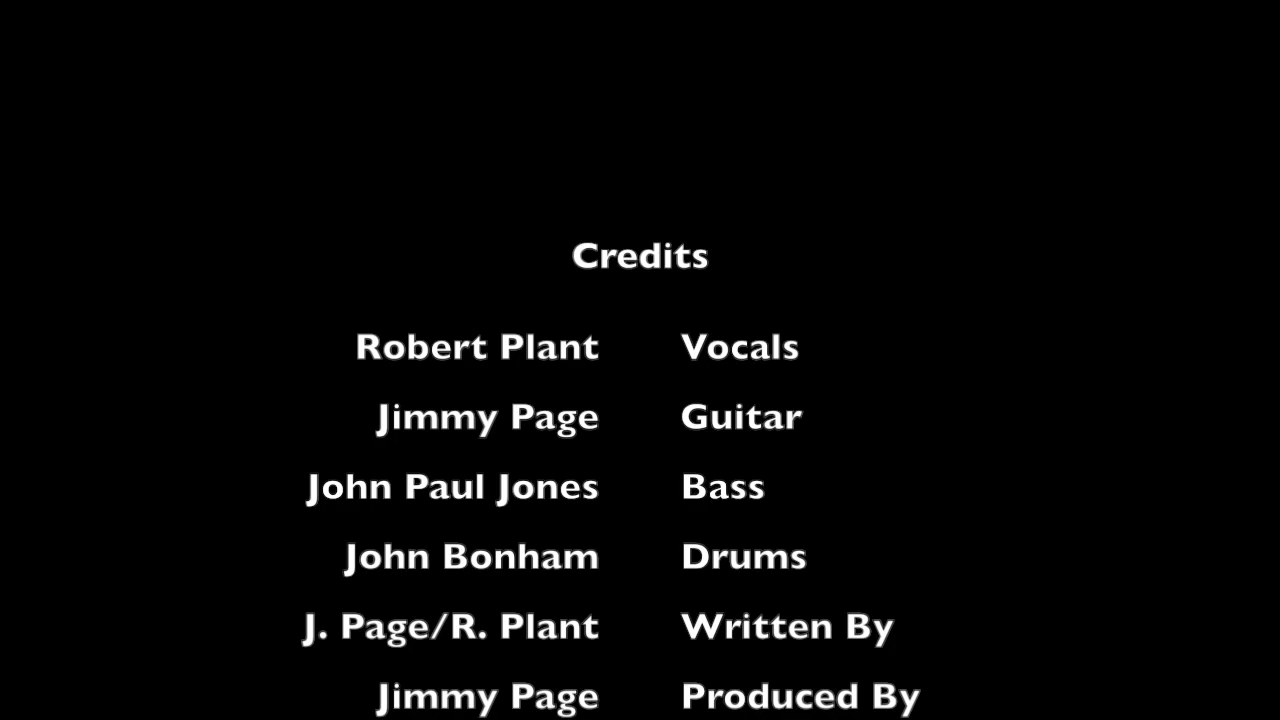 Credits
Robert Plant Vocals
Jimmy Page Guitar
John Paul Jones Bass
John Bonham Drums
J. Page/R. Plant Written By
Jimmy Page Produced By